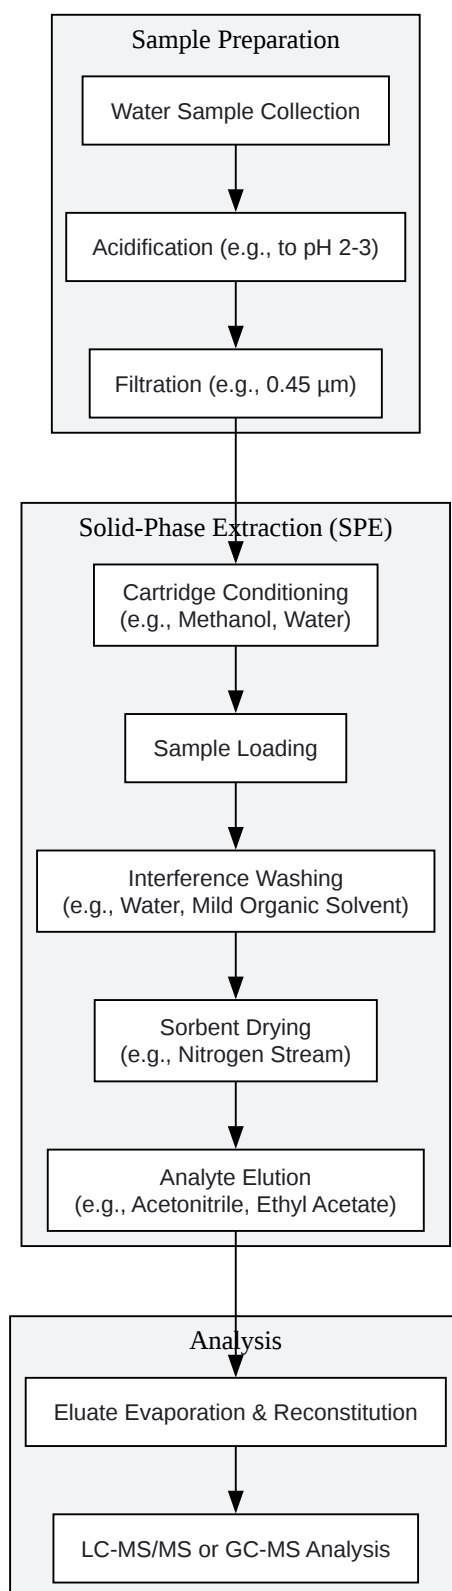 Sample Preparation
Water Sample Collection
Acidification (e.g., to pH 2-3)
Filtration (e.g., 0.45 µm)
Solid-Phase Extraction (SPE)
Cartridge Conditioning
(e.g., Methanol, Water)
Sample Loading
Interference Washing
(e.g., Water, Mild Organic Solvent)
Sorbent Drying
(e.g., Nitrogen Stream)
Analyte Elution
(e.g., Acetonitrile, Ethyl Acetate)
Analysis
Eluate Evaporation & Reconstitution
LC-MS/MS or GC-MS Analysis